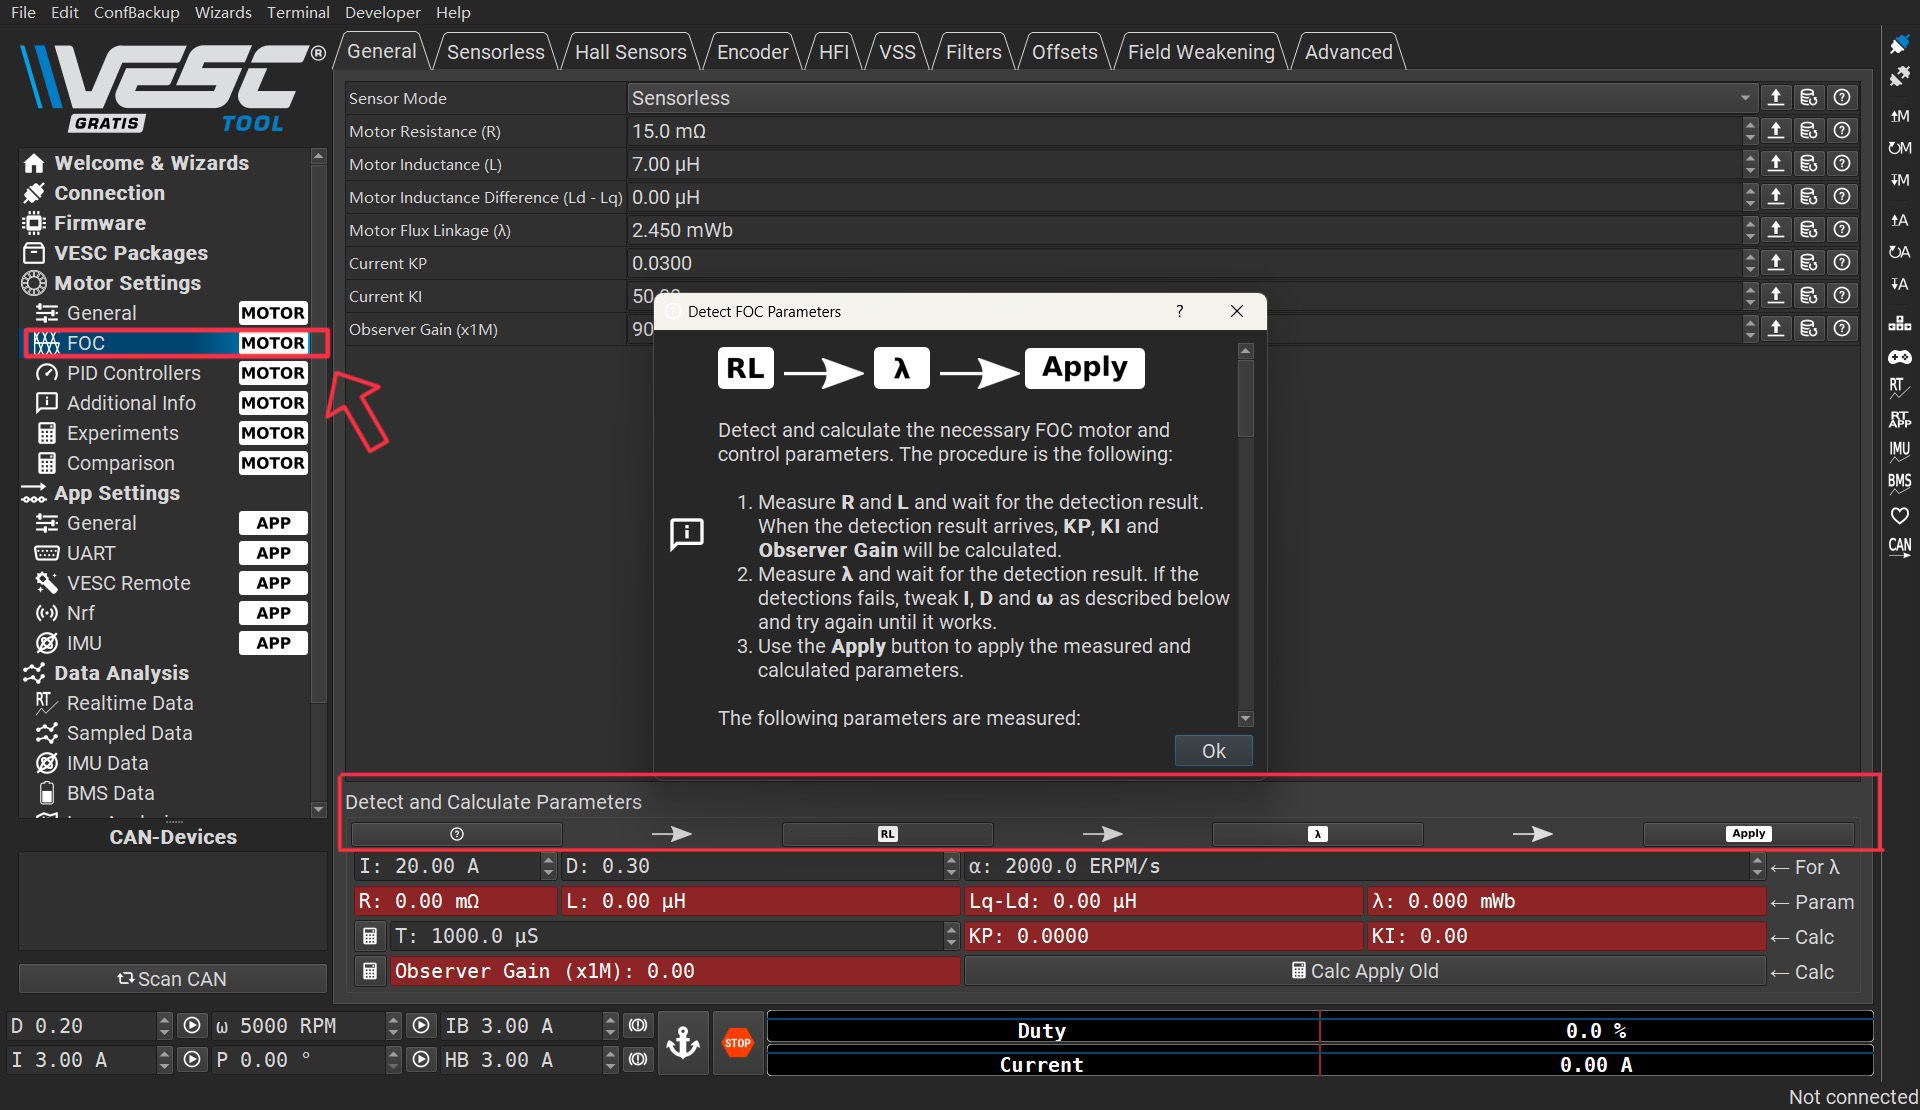 File Edit ConfBackup Wizards Terminal Developer Help
VESC®
GRATIS TOOL
General Sensorless Hall Sensors Encoder HFI VSS Filters Offsets Field Weakening Advanced
Welcome & Wizards
Connection
Firmware
VESC Packages
Motor Settings
General MOTOR
FOC MOTOR
PID Controllers MOTOR
Additional Info MOTOR
Experiments MOTOR
Comparison MOTOR
App Settings
General APP
UART APP
VESC Remote APP
Nrf APP
IMU APP
Data Analysis
RT Realtime Data
Sampled Data
IMU Data
BMS Data
CAN-Devices
Scan CAN
Sensor Mode Sensorless
Motor Resistance (R) 15.0 mΩ
Motor Inductance (L) 7.00 µH
Motor Inductance Difference (Ld - Lq) 0.00 µH
Motor Flux Linkage (λ) 2.450 mWb
Current KP 0.0300
Current KI 50
Observer Gain (x1M) 90
Detect FOC Parameters ?
RL λ Apply
Detect and calculate the necessary FOC motor and
control parameters. The procedure is the following:
1. Measure R and L and wait for the detection result.
When the detection result arrives, KP, KI and
Observer Gain will be calculated.
2. Measure λ and wait for the detection result. If the
detections fails, tweak I, D and ω as described below
and try again until it works.
3. Use the Apply button to apply the measured and
calculated parameters.
The following parameters are measured:
Ok
Detect and Calculate Parameters
? RL λ Apply
I: 20.00 A D: 0.30 α: 2000.0 ERPM/s ← For λ
R: 0.00 mΩ L: 0.00 µH Lq-Ld: 0.00 µH λ: 0.000 mWb ← Param
T: 1000.0 µS KP: 0.0000 KI: 0.00 ← Calc
Observer Gain (x1M): 0.00 Calc Apply Old ← Calc
D 0.20 ω 5000 RPM IB 3.00 A
I 3.00 A P 0.00 ° HB 3.00 A
STOP
Duty 0.0 %
Current 0.00 A
Not connected
M
M
M
A
A
A
RT
RT
APP
IMU
BMS
CAN